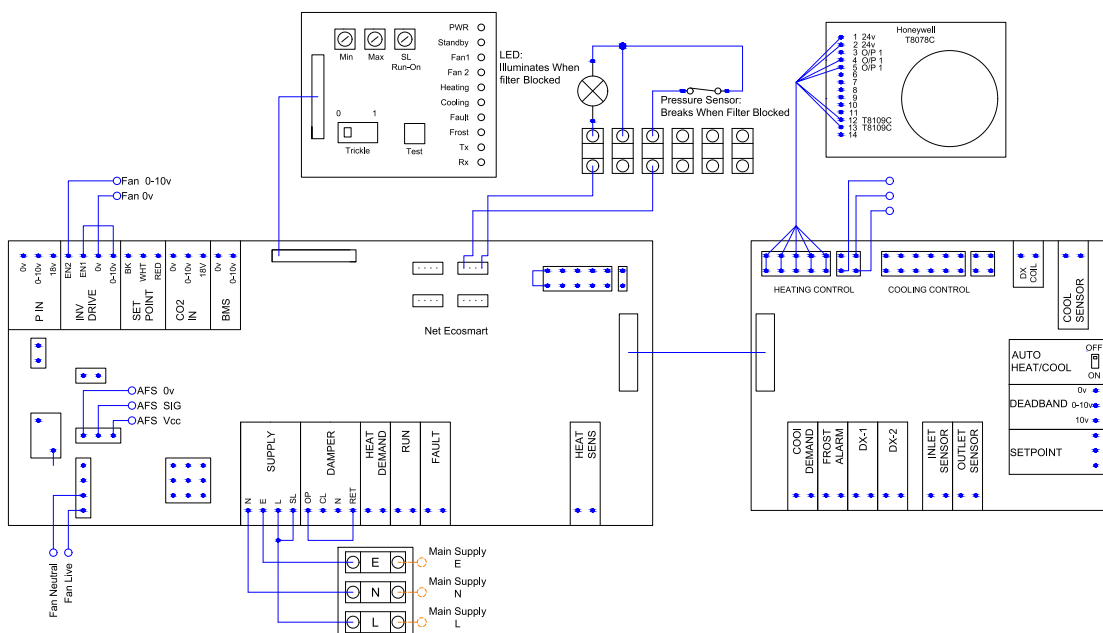 PWR
Standby
Fan1
Fan 2
Heating
Cooling
Fault
Frost
Tx
Rx
Min
Max
SL
Run-On
0
1
Trickle
Test
LED:
Illuminates When
filter Blocked
Pressure Sensor:
Breaks When Filter Blocked
Honeywell
T8078C
1 24v
2 24v
3 O/P 1
4 O/P 1
5 O/P 1
6
7
8
9
10
11
12 T8109C
13 T8109C
14
Fan 0-10v
Fan 0v
0v
0-10v
18v
EN2
EN1
0v
0-10v
BK
WHT
RED
0v
0-10v
18V
0v
0-10v
P IN
INV
DRIVE
SET
POINT
CO2
IN
BMS
Net Ecosmart
AFS 0v
AFS SIG
AFS Vcc
SUPPLY
DAMPER
HEAT
DEMAND
RUN
FAULT
HEAT
SENS
N
E
L
SL
OP
CL
N
RET
Fan Neutral
Fan Live
E
N
L
Main Supply
E
Main Supply
N
Main Supply
L
HEATING CONTROL
COOLING CONTROL
DX
COIL
COOL
SENSOR
AUTO
HEAT/COOL
OFF
ON
DEADBAND
0v
0-10v
10v
SETPOINT
COOl
DEMAND
FROST
ALARM
DX-1
DX-2
INLET
SENSOR
OUTLET
SENSOR